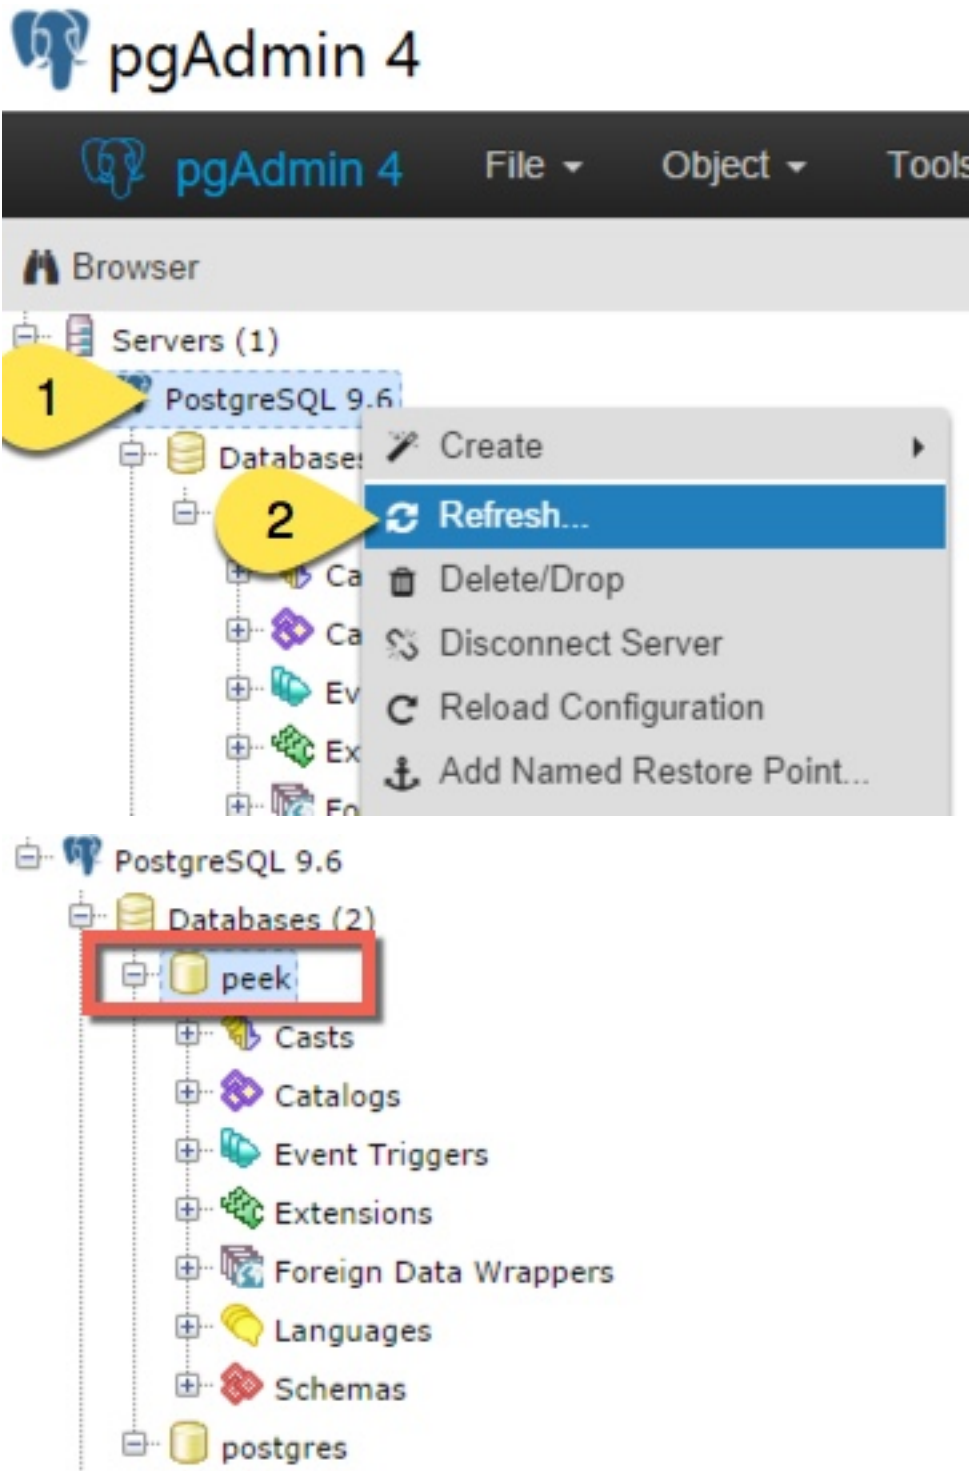 pgAdmin 4
pgAdmin 4 File Object Tools
Browser
Servers (1)
1 PostgreSQL 9.6
Databases
Create
2 Refresh...
Ca
Delete/Drop
Ca
Disconnect Server
Ev
Reload Configuration
Ex
Add Named Restore Point...
Fo
PostgreSQL 9.6
Databases (2)
peek
Casts
Catalogs
Event Triggers
Extensions
Foreign Data Wrappers
Languages
Schemas
postgres